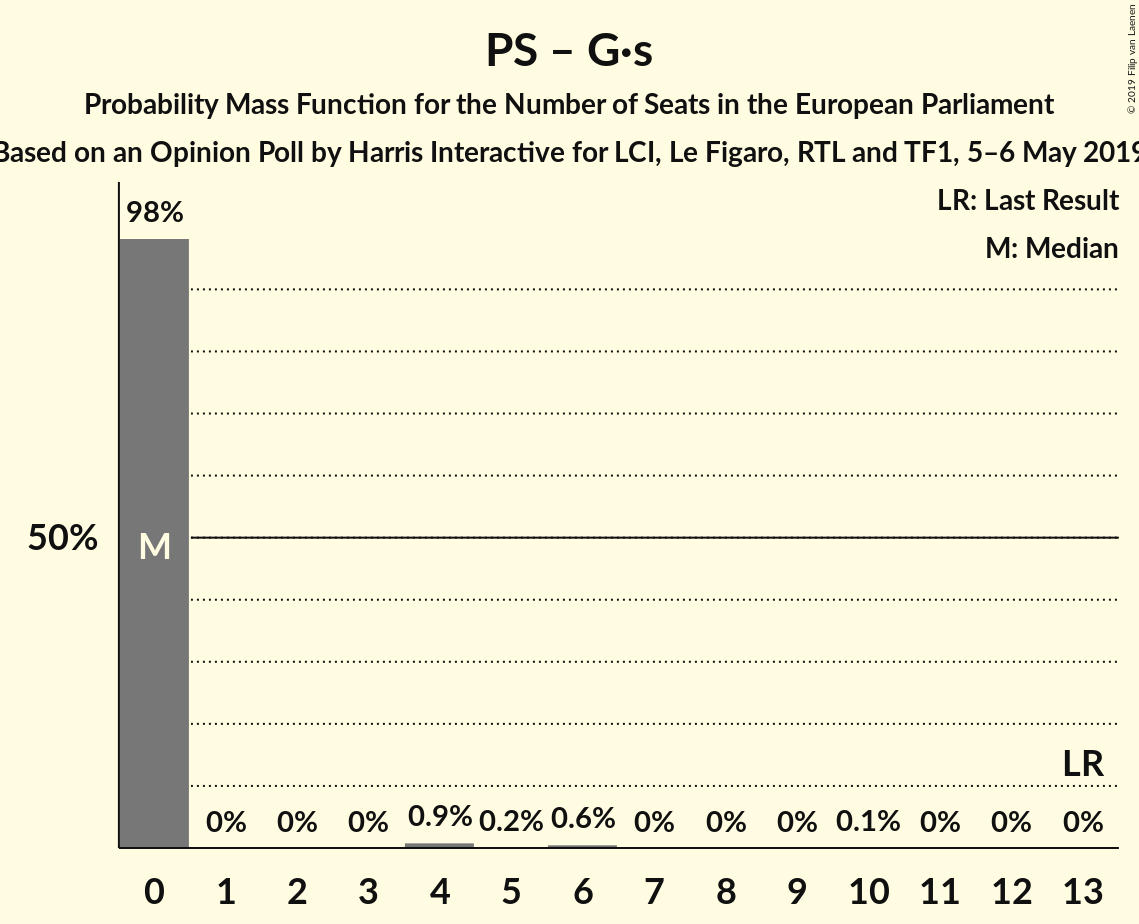 PS – G·s
Probability Mass Function for the Number of Seats in the European Parliament
Based on an Opinion Poll by Harris Interactive for LCI, Le Figaro, RTL and TF1, 5–6 May 2019
© 2019 Filip van Laenen
LR: Last Result
M: Median
98%
50%
M
LR
0% 0% 0% 0.9% 0.2% 0.6% 0% 0% 0% 0.1% 0% 0% 0%
0 1 2 3 4 5 6 7 8 9 10 11 12 13